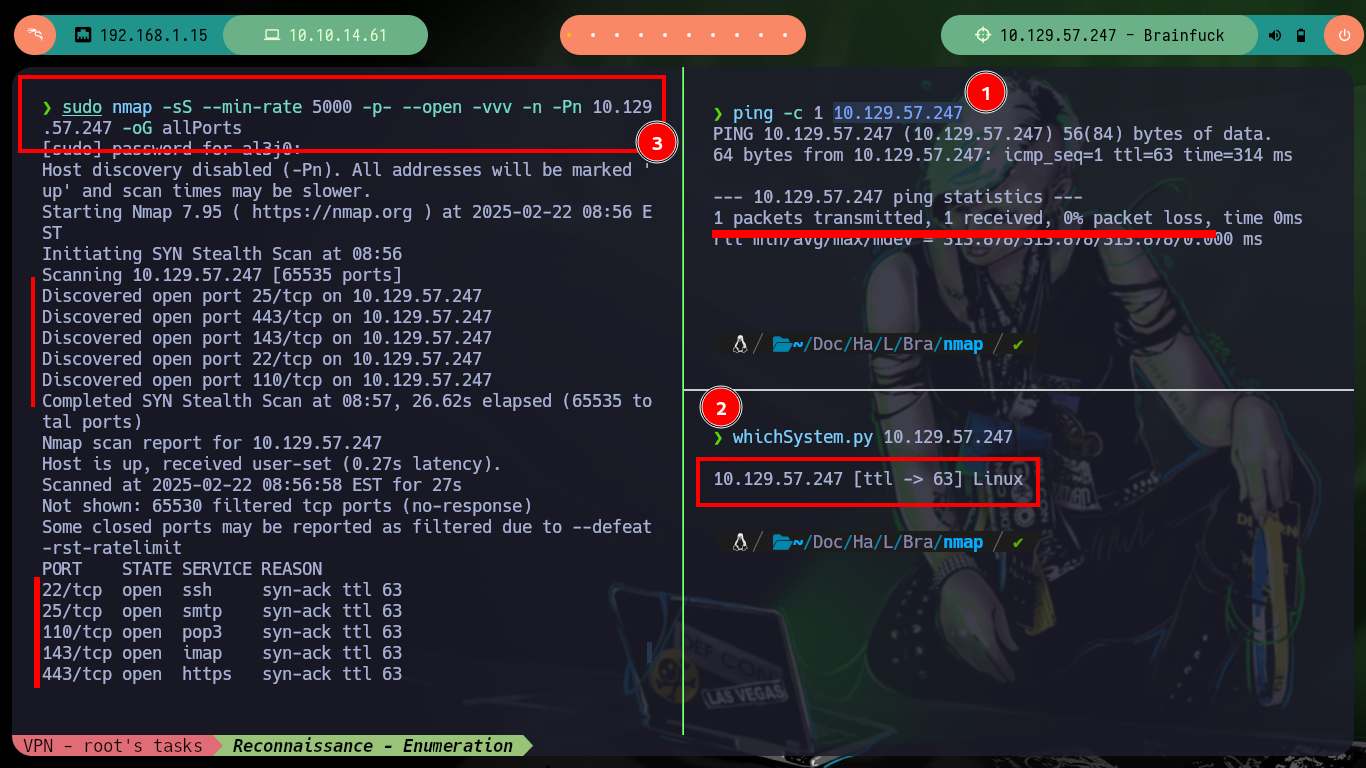 192.168.1.15
10.10.14.61
10.129.57.247 - Brainfuck
❯ sudo nmap -sS --min-rate 5000 -p- --open -vvv -n -Pn 10.129
.57.247 -oG allPorts
[sudo] password for al3j0:
Host discovery disabled (-Pn). All addresses will be marked '
up' and scan times may be slower.
Starting Nmap 7.95 ( https://nmap.org ) at 2025-02-22 08:56 E
ST
Initiating SYN Stealth Scan at 08:56
Scanning 10.129.57.247 [65535 ports]
Discovered open port 25/tcp on 10.129.57.247
Discovered open port 443/tcp on 10.129.57.247
Discovered open port 143/tcp on 10.129.57.247
Discovered open port 22/tcp on 10.129.57.247
Discovered open port 110/tcp on 10.129.57.247
Completed SYN Stealth Scan at 08:57, 26.62s elapsed (65535 to
tal ports)
Nmap scan report for 10.129.57.247
Host is up, received user-set (0.27s latency).
Scanned at 2025-02-22 08:56:58 EST for 27s
Not shown: 65530 filtered tcp ports (no-response)
Some closed ports may be reported as filtered due to --defeat
-rst-ratelimit
PORT STATE SERVICE REASON
22/tcp open ssh syn-ack ttl 63
25/tcp open smtp syn-ack ttl 63
110/tcp open pop3 syn-ack ttl 63
143/tcp open imap syn-ack ttl 63
443/tcp open https syn-ack ttl 63
3
1
❯ ping -c 1 10.129.57.247
PING 10.129.57.247 (10.129.57.247) 56(84) bytes of data.
64 bytes from 10.129.57.247: icmp_seq=1 ttl=63 time=314 ms
--- 10.129.57.247 ping statistics ---
1 packets transmitted, 1 received, 0% packet loss, time 0ms
rtt min/avg/max/mdev = 313.878/313.878/313.878/0.000 ms
~/Doc/Ha/L/Bra/nmap / ✔
2
❯ whichSystem.py 10.129.57.247
10.129.57.247 [ttl -> 63] Linux
~/Doc/Ha/L/Bra/nmap / ✔
DEF CON
LAS VEGAS
VPN - root's tasks
Reconnaissance - Enumeration